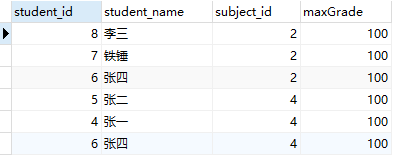 student_id student_name subject_id maxGrade
8 李三 2 100
7 铁锤 2 100
6 张四 2 100
5 张二 4 100
4 张一 4 100
6 张四 4 100